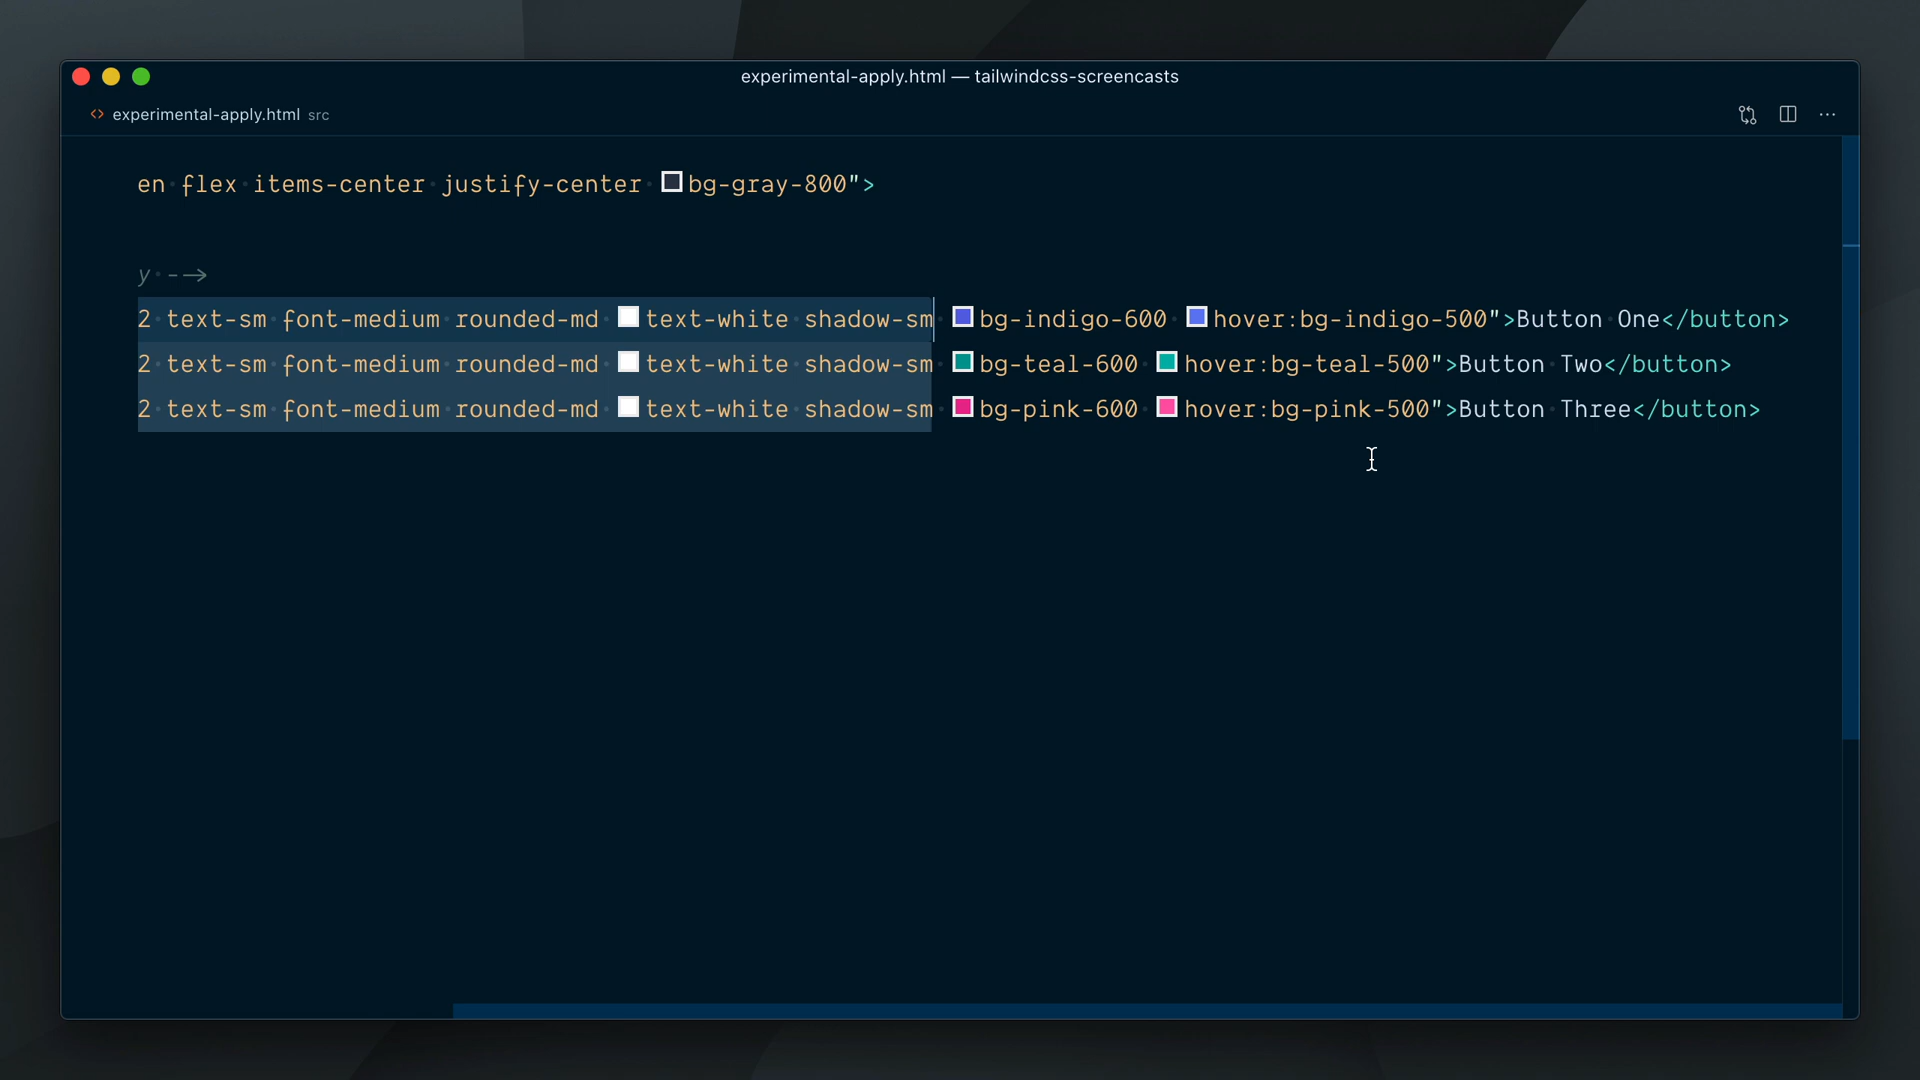 experimental-apply.html — tailwindcss-screencasts
<> experimental-apply.html src
en flex items-center justify-center bg-gray-800">
y -->
2 text-sm font-medium rounded-md text-white shadow-sm bg-indigo-600 hover:bg-indigo-500">Button One</button>
2 text-sm font-medium rounded-md text-white shadow-sm bg-teal-600 hover:bg-teal-500">Button Two</button>
2 text-sm font-medium rounded-md text-white shadow-sm bg-pink-600 hover:bg-pink-500">Button Three</button>